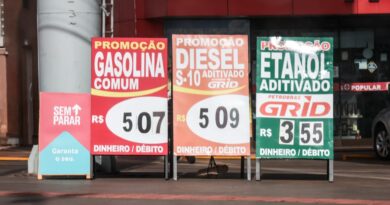 PROMOÇÃO
GASOLINA
COMUM
R$ 5 07
DINHEIRO / DÉBITO
PROMOÇÃO
DIESEL
S-10 ADITIVADO
GRID
R$ 5 09
DINHEIRO / DÉBITO
PROMOÇÃO
ETANOL
ADITIVADO
PETROBRAS
GRID
R$ 3 55
DINHEIRO / DÉBITO
SEM
PARAR
Garanta
o seu.
POPULAR